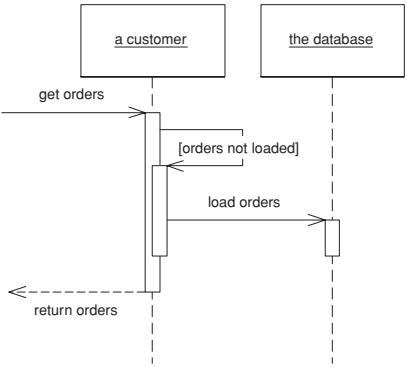 a customer
the database
get orders
[orders not loaded]
load orders
return orders